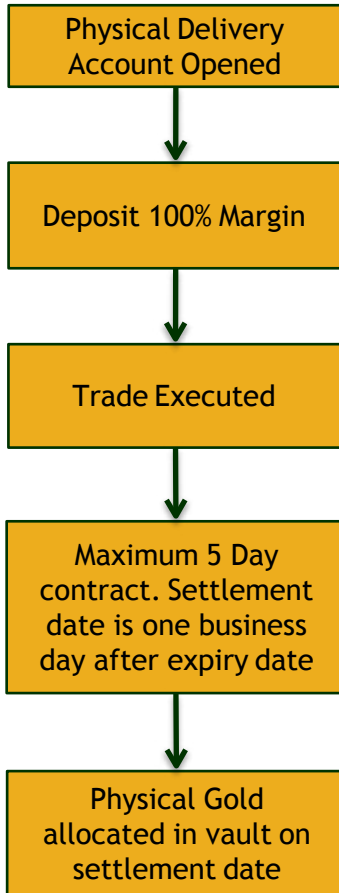 Physical Delivery
Account Opened
Deposit 100% Margin
Trade Executed
Maximum 5 Day
contract. Settlement
date is one business
day after expiry date
Physical Gold
allocated in vault on
settlement date